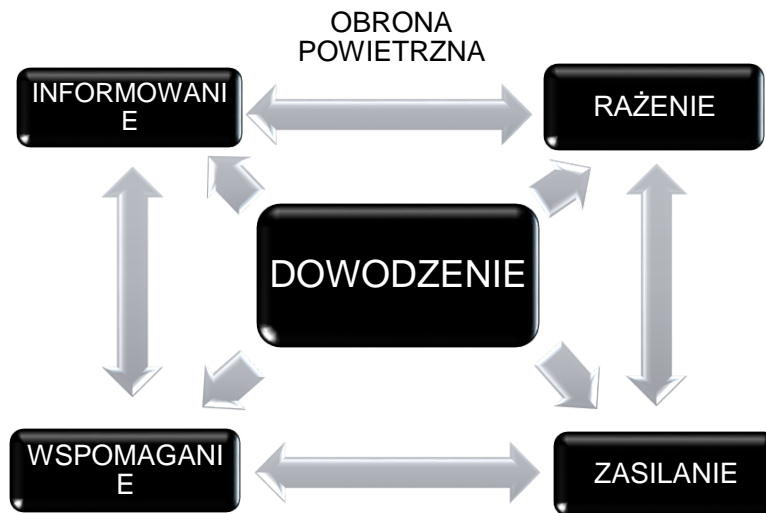 OBRONA
POWIETRZNA
INFORMOWANI
E
RAŻENIE
DOWODZENIE
WSPOMAGANI
E
ZASILANIE